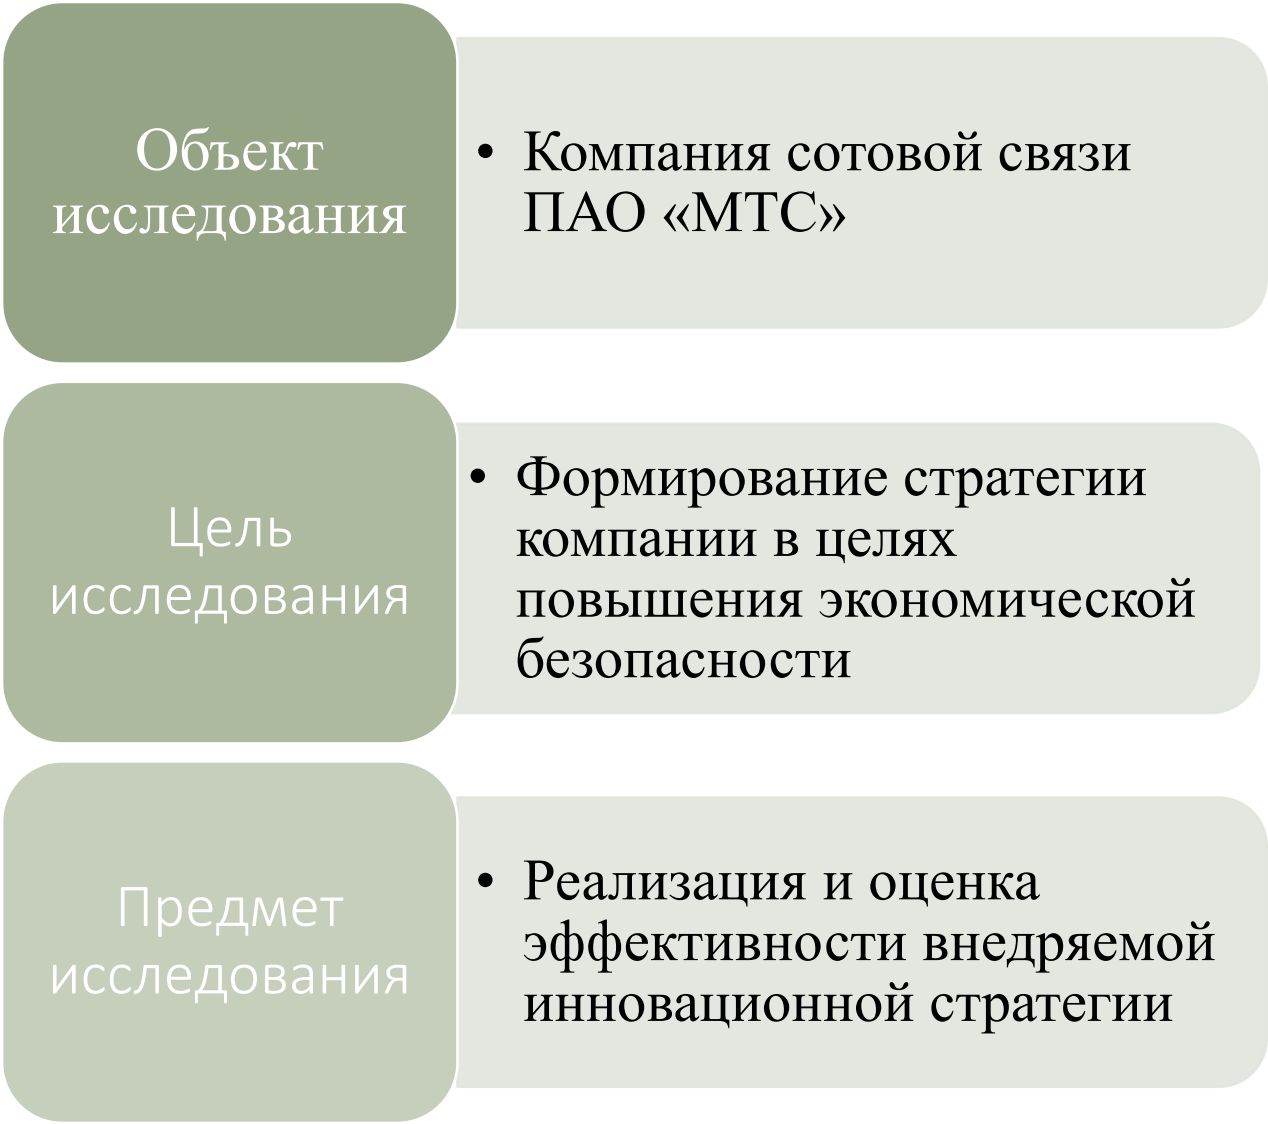 Объект
исследования
• Компания сотовой связи
ПАО «МТС»
Цель
исследования
• Формирование стратегии
компании в целях
повышения экономической
безопасности
Предмет
исследования
• Реализация и оценка
эффективности внедряемой
инновационной стратегии